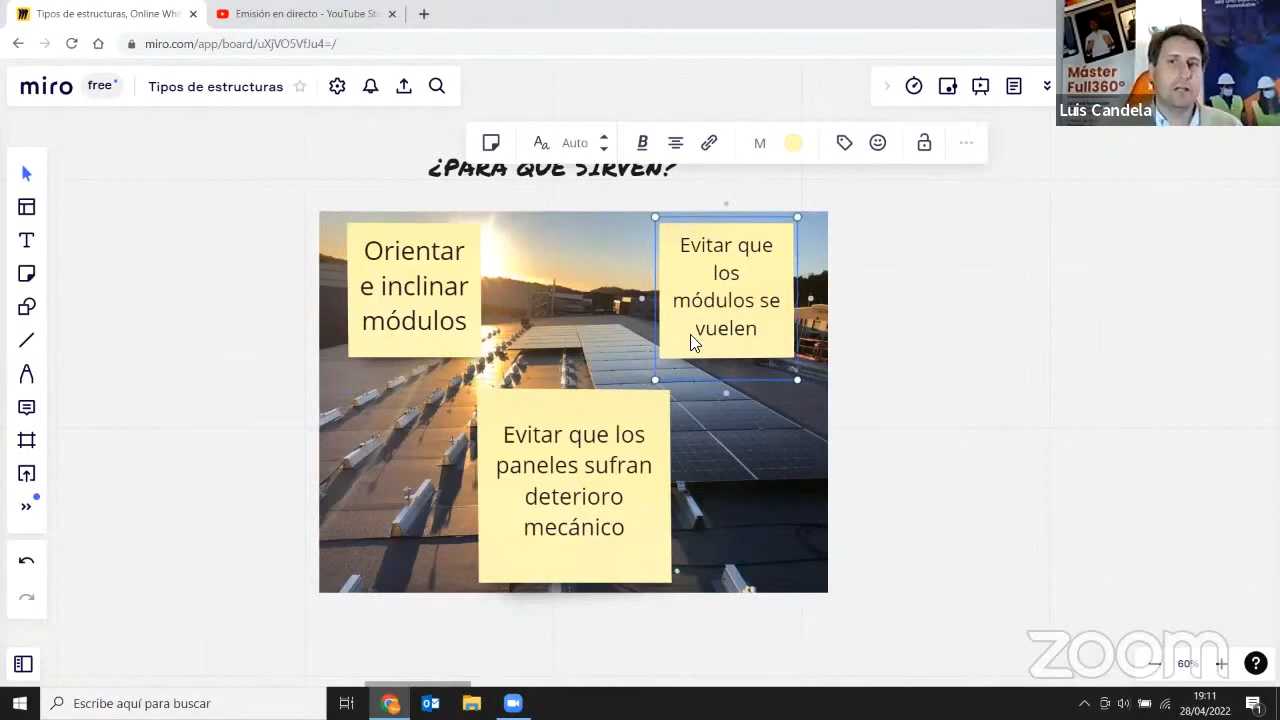 Tipos de estructuras, Online Wh
Emisión en directo - YouTube St
miro.com/app/board/uXjVO5VfJu4=/
miro
free
Tipos de estructuras
Auto
B
M
¿PARA QUE SIRVEN?
Orientar
e inclinar
módulos
Evitar que
los
módulos se
vuelen
Evitar que los
paneles sufran
deterioro
mecánico
Máster
Full360º
Luis Candela
zoom
60%
Escribe aquí para buscar
19:11
28/04/2022